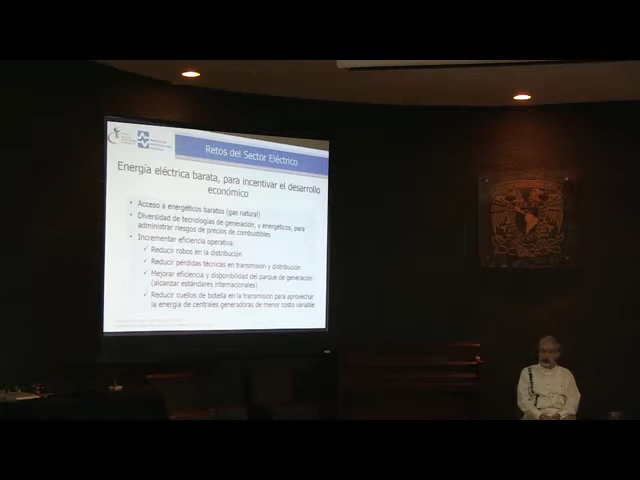 Retos del Sector Eléctrico
Energía eléctrica barata, para incentivar el desarrollo
económico
• Acceso a energéticos baratos (gas natural)
• Diversidad de tecnologías de generación, y energéticos, para
administrar riesgos de precios de combustibles
• Incrementar eficiencia operativa:
✓ Reducir robos en la distribución
✓ Reducir pérdidas técnicas en transmisión y distribución
✓ Mejorar eficiencia y disponibilidad del parque de generación
(alcanzar estándares internacionales)
✓ Reducir cuellos de botella en la transmisión para aprovechar
la energía de centrales generadoras de menor costo variable